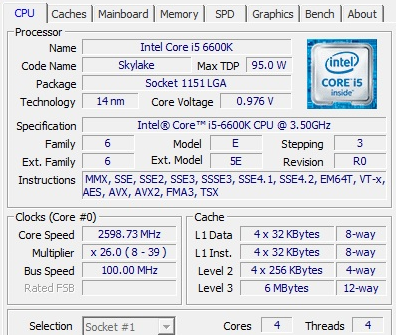 CPU Caches Mainboard Memory SPD Graphics Bench About
Processor
Name Intel Core i5 6600K
Code Name Skylake Max TDP 95.0 W
Package Socket 1151 LGA
Technology 14 nm Core Voltage 0.976 V
intel CORE i5 inside™
Specification Intel® Core™ i5-6600K CPU @ 3.50GHz
Family 6 Model E Stepping 3
Ext. Family 6 Ext. Model 5E Revision R0
Instructions MMX, SSE, SSE2, SSE3, SSSE3, SSE4.1, SSE4.2, EM64T, VT-x,
AES, AVX, AVX2, FMA3, TSX
Clocks (Core #0) Cache
Core Speed 2598.73 MHz L1 Data 4 x 32 KBytes 8-way
Multiplier x 26.0 ( 8 - 39 ) L1 Inst. 4 x 32 KBytes 8-way
Bus Speed 100.00 MHz Level 2 4 x 256 KBytes 4-way
Rated FSB Level 3 6 MBytes 12-way
Selection Socket #1 Cores 4 Threads 4